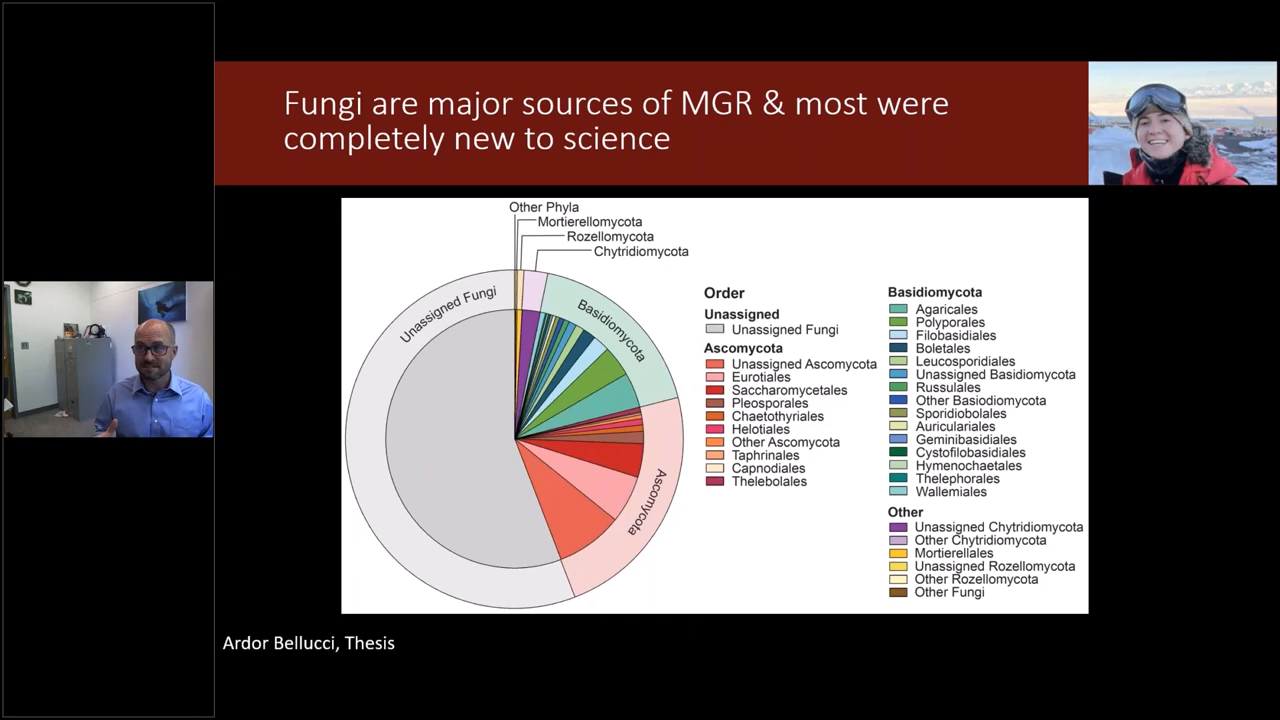 Fungi are major sources of MGR & most were
completely new to science
Other Phyla
Mortierellomycota
Rozellomycota
Chytridiomycota
Unassigned Fungi
Basidiomycota
Ascomycota
Order
Unassigned
Unassigned Fungi
Ascomycota
Unassigned Ascomycota
Eurotiales
Saccharomycetales
Pleosporales
Chaetothyriales
Helotiales
Other Ascomycota
Taphrinales
Capnodiales
Thelebolales
Basidiomycota
Agaricales
Polyporales
Filobasidiales
Boletales
Leucosporidiales
Unassigned Basidiomycota
Russulales
Other Basiodiomycota
Sporidiobolales
Auriculariales
Geminibasidiales
Cystofilobasidiales
Hymenochaetales
Thelephorales
Wallemiales
Other
Unassigned Chytridiomycota
Other Chytridiomycota
Mortierellales
Unassigned Rozellomycota
Other Rozellomycota
Other Fungi
Ardor Bellucci, Thesis